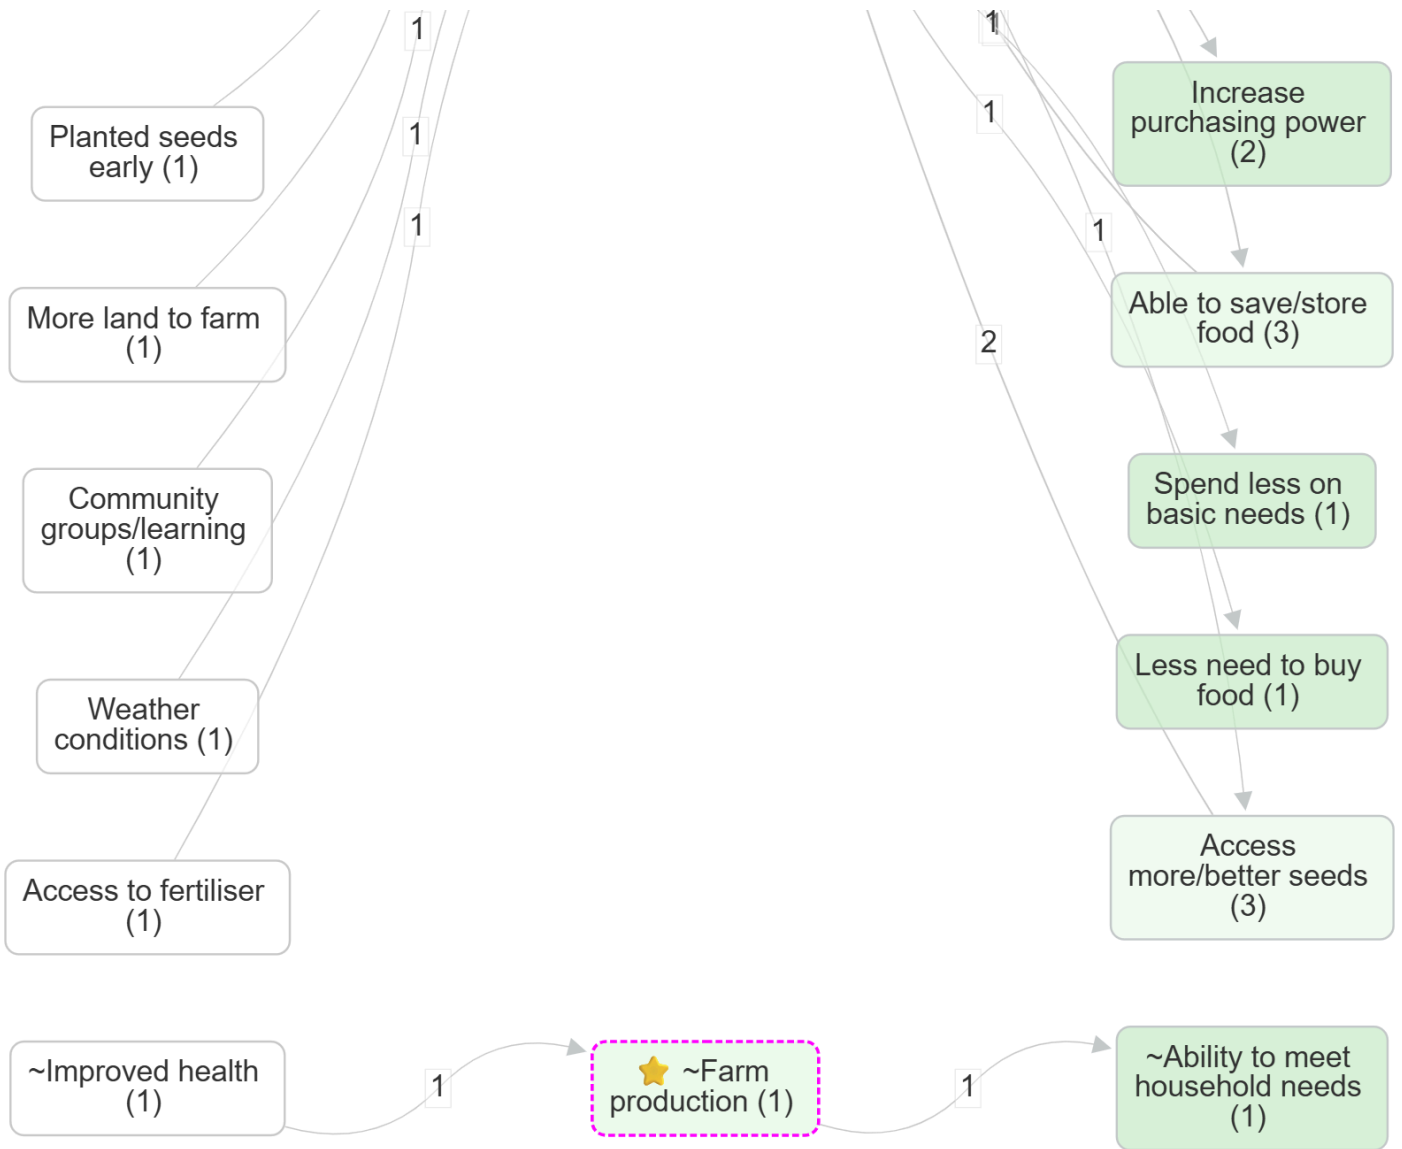 1
1
Increase
purchasing power
(2)
1
Planted seeds
early (1)
1
1
1
Able to save/store
food (3)
More land to farm
(1)
2
Spend less on
basic needs (1)
Community
groups/learning
(1)
Less need to buy
food (1)
Weather
conditions (1)
Access
more/better seeds
(3)
Access to fertiliser
(1)
~Improved health
(1)
1
~Farm
production (1)
1
~Ability to meet
household needs
(1)